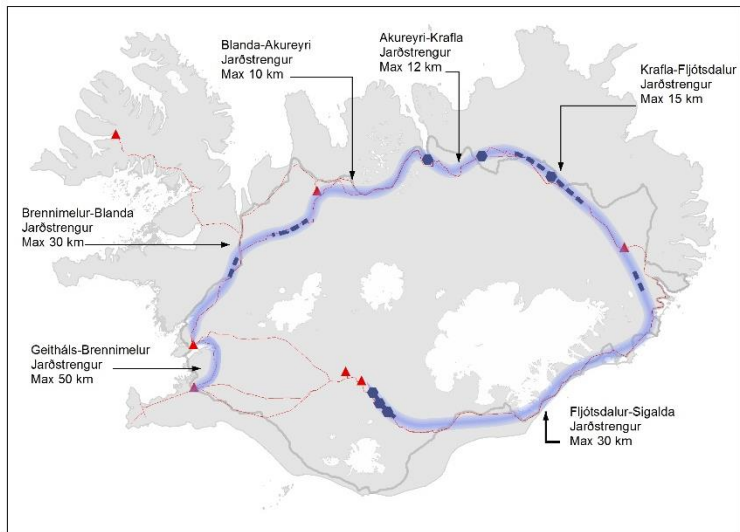 Blanda-Akureyri
Jarðstrengur
Max 10 km
Akureyri-Krafla
Jarðstrengur
Max 12 km
Krafla-Fljótsdalur
Jarðstrengur
Max 15 km
Brennimelur-Blanda
Jarðstrengur
Max 30 km
Geitháls-Brennimelur
Jarðstrengur
Max 50 km
Fljótsdalur-Sigalda
Jarðstrengur
Max 30 km